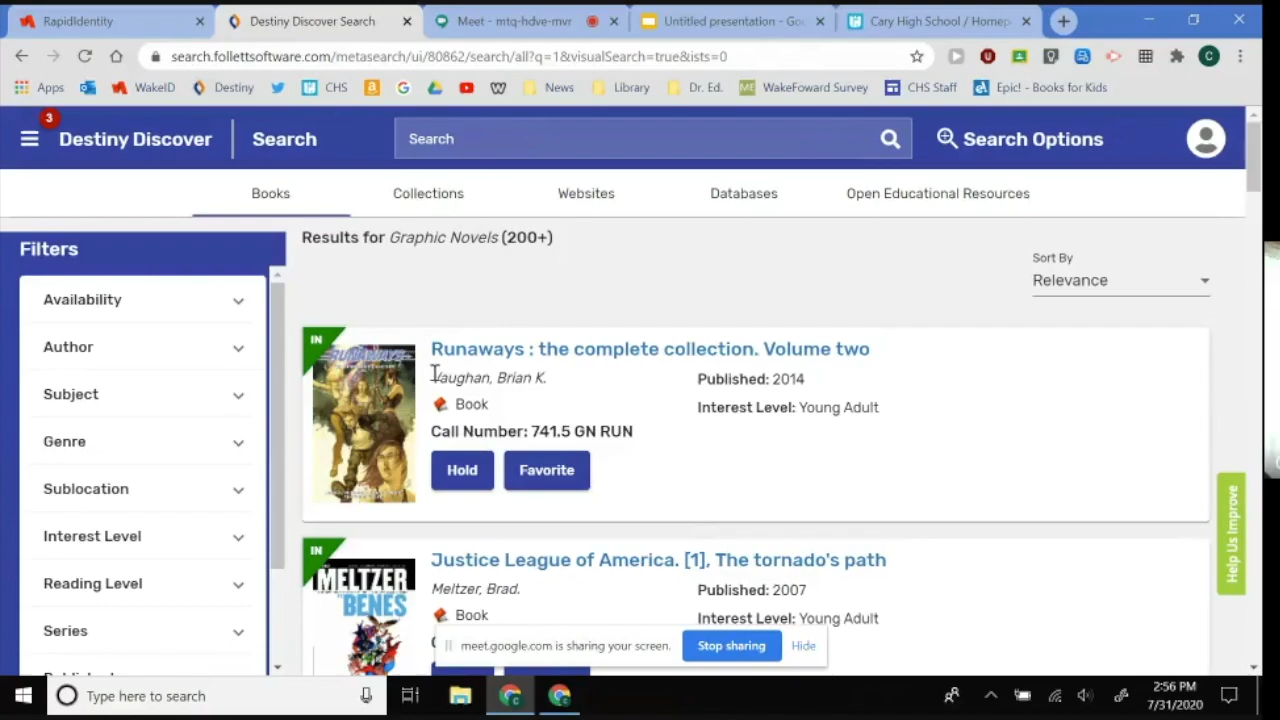 RapidIdentity
Destiny Discover Search
Meet - mtq-hdve-mvr
Untitled presentation - Goo
Cary High School / Homep
search.follettsoftware.com/metasearch/ui/80862/search/all?q=1&visualSearch=true&ists=0
Apps WakeID Destiny CHS News Library Dr. Ed. WakeFoward Survey CHS Staff Epic! - Books for Kids
3
Destiny Discover Search Search Search Options
Books Collections Websites Databases Open Educational Resources
Filters
Availability
Author
Subject
Genre
Sublocation
Interest Level
Reading Level
Series
Results for Graphic Novels (200+)
Sort By
Relevance
IN
RUNAWAYS
Runaways : the complete collection. Volume two
Vaughan, Brian K.
Book
Call Number: 741.5 GN RUN
Published: 2014
Interest Level: Young Adult
Hold Favorite
IN
MELTZER
BENES
Justice League of America. [1], The tornado's path
Meltzer, Brad.
Book
Published: 2007
Interest Level: Young Adult
meet.google.com is sharing your screen. Stop sharing Hide
Help Us Improve
Type here to search
2:56 PM
7/31/2020